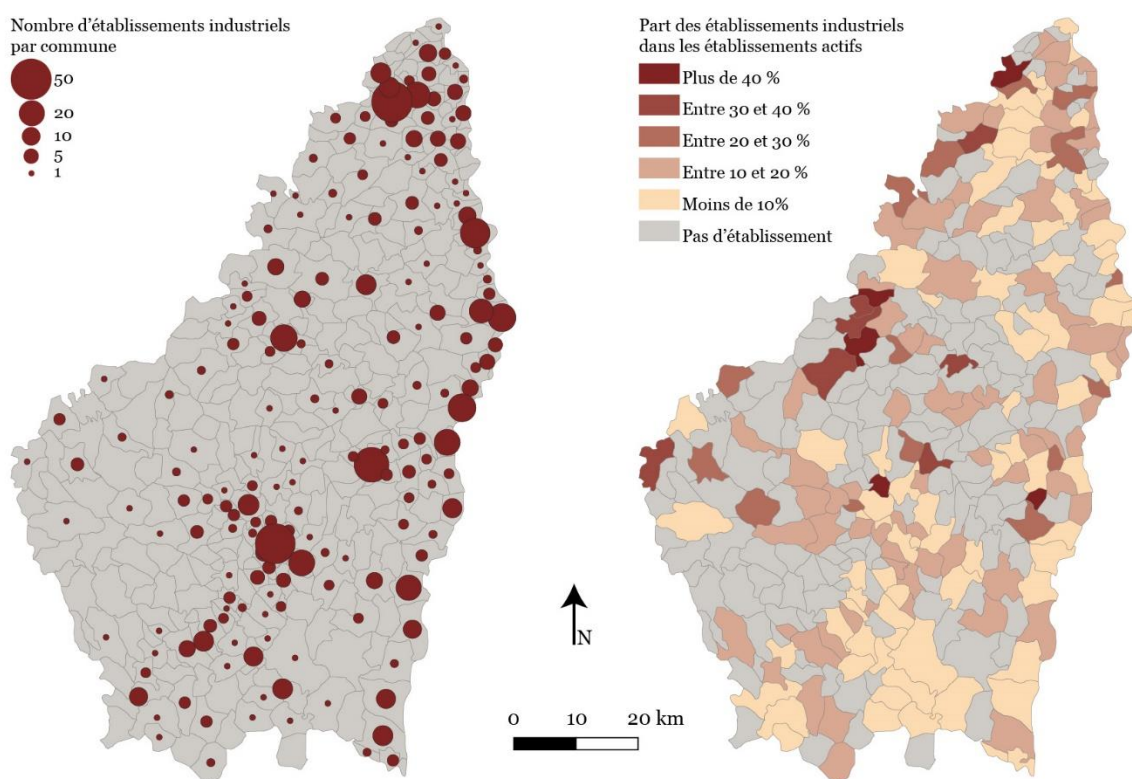 Nombre d'établissements industriels
par commune
50
20
10
5
1
Part des établissements industriels
dans les établissements actifs
Plus de 40 %
Entre 30 et 40 %
Entre 20 et 30 %
Entre 10 et 20 %
Moins de 10%
Pas d'établissement
N
0 10 20 km